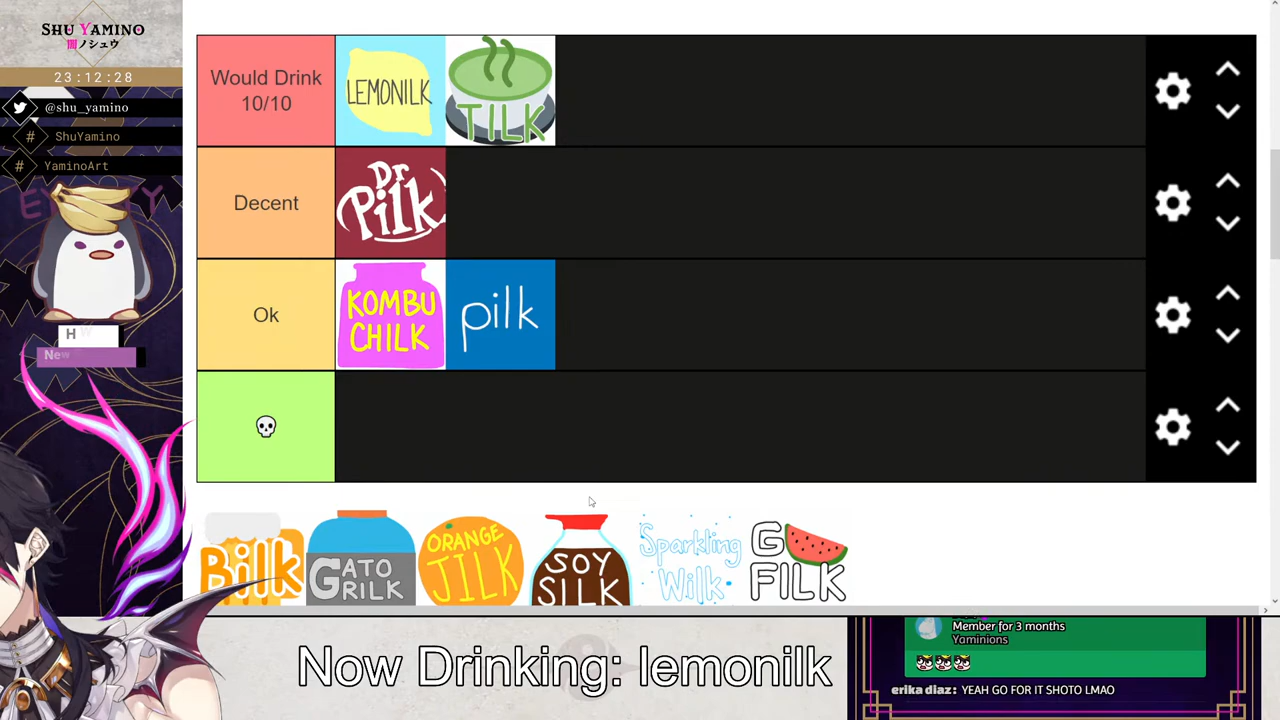 SHU YAMINO
闇ノシュウ
23:12:28
@shu_yamino
# ShuYamino
# YaminoArt
H
New
Would Drink
10/10
LEMONILK
TILK
Decent
Dr
Pilk
Ok
KOMBU
CHILK
pilk
Bilk
GATO
GRILK
ORANGE
JILK
SOY
SILK
Sparkling
Wilk
G
FILK
Now Drinking: lemonilk
Member for 3 months
Yaminions
erika diaz: YEAH GO FOR IT SHOTO LMAO